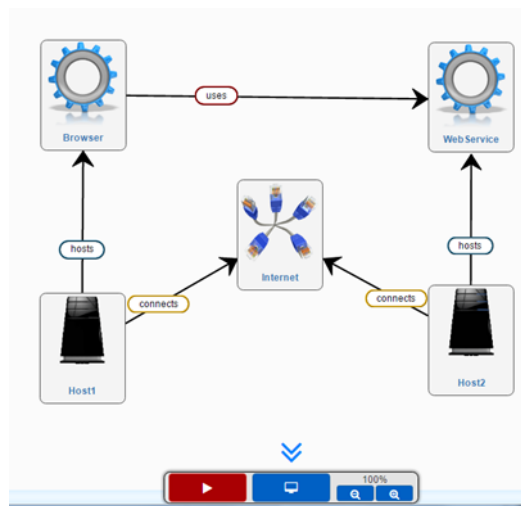 uses
Browser
WebService
hosts
hosts
Internet
connects
connects
Host1
Host2
100%